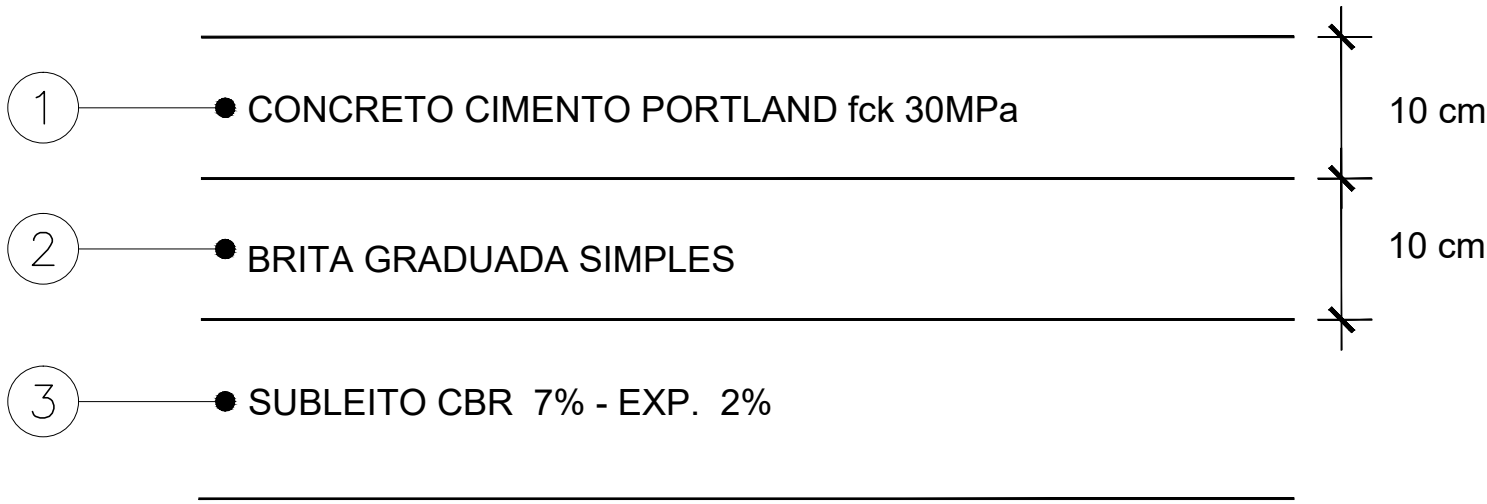 1 CONCRETO CIMENTO PORTLAND fck 30MPa 10 cm
2 BRITA GRADUADA SIMPLES 10 cm
3 SUBLEITO CBR 7% - EXP. 2%